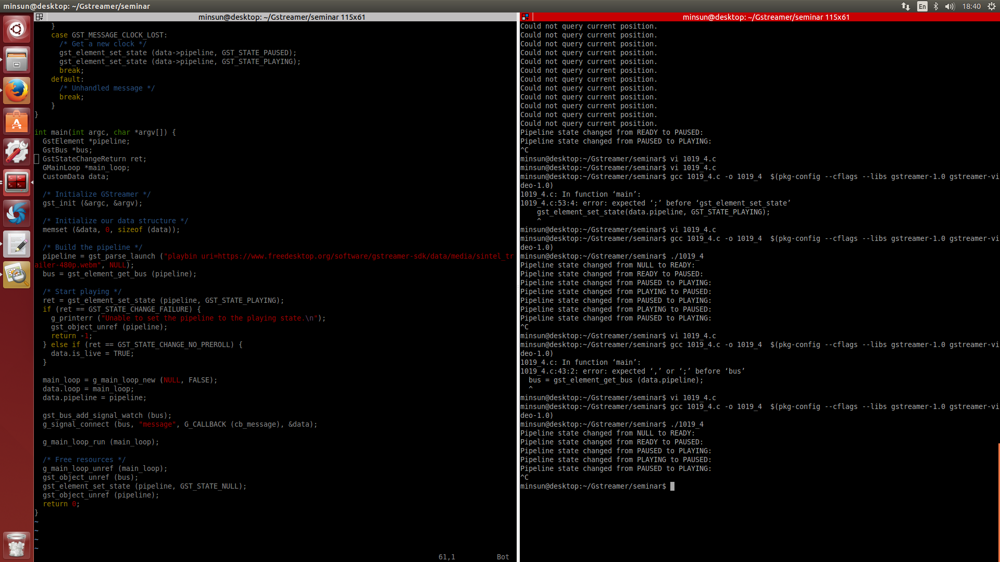 minsun@desktop: ~/Gstreamer/seminar
En
18:40
minsun@desktop: ~/Gstreamer/seminar 115x61
    }
    case GST_MESSAGE_CLOCK_LOST:
      /* Get a new clock */
      gst_element_set_state (data->pipeline, GST_STATE_PAUSED);
      gst_element_set_state (data->pipeline, GST_STATE_PLAYING);
      break;
    default:
      /* Unhandled message */
      break;
    }
}
int main(int argc, char *argv[]) {
  GstElement *pipeline;
  GstBus *bus;
  GstStateChangeReturn ret;
  GMainLoop *main_loop;
  CustomData data;
  /* Initialize GStreamer */
  gst_init (&argc, &argv);
  /* Initialize our data structure */
  memset (&data, 0, sizeof (data));
  /* Build the pipeline */
  pipeline = gst_parse_launch ("playbin uri=https://www.freedesktop.org/software/gstreamer-sdk/data/media/sintel_tr
ailer-480p.webm", NULL);
  bus = gst_element_get_bus (pipeline);
  /* Start playing */
  ret = gst_element_set_state (pipeline, GST_STATE_PLAYING);
  if (ret == GST_STATE_CHANGE_FAILURE) {
    g_printerr ("Unable to set the pipeline to the playing state.\n");
    gst_object_unref (pipeline);
    return -1;
  } else if (ret == GST_STATE_CHANGE_NO_PREROLL) {
    data.is_live = TRUE;
  }
  main_loop = g_main_loop_new (NULL, FALSE);
  data.loop = main_loop;
  data.pipeline = pipeline;
  gst_bus_add_signal_watch (bus);
  g_signal_connect (bus, "message", G_CALLBACK (cb_message), &data);
  g_main_loop_run (main_loop);
  /* Free resources */
  g_main_loop_unref (main_loop);
  gst_object_unref (bus);
  gst_element_set_state (pipeline, GST_STATE_NULL);
  gst_object_unref (pipeline);
  return 0;
}
~
~
~
~
61,1 Bot
minsun@desktop: ~/Gstreamer/seminar 115x61
Could not query current position.
Could not query current position.
Could not query current position.
Could not query current position.
Could not query current position.
Could not query current position.
Could not query current position.
Could not query current position.
Could not query current position.
Could not query current position.
Could not query current position.
Could not query current position.
Pipeline state changed from READY to PAUSED:
Pipeline state changed from PAUSED to PLAYING:
^C
minsun@desktop:~/Gstreamer/seminar$ vi 1019_4.c
minsun@desktop:~/Gstreamer/seminar$ vi 1019_4.c
minsun@desktop:~/Gstreamer/seminar$ gcc 1019_4.c -o 1019_4  $(pkg-config --cflags --libs gstreamer-1.0 gstreamer-vi
deo-1.0)
1019_4.c: In function ‘main’:
1019_4.c:53:4: error: expected ‘;’ before ‘gst_element_set_state’
    gst_element_set_state(data.pipeline, GST_STATE_PLAYING);
    ^
minsun@desktop:~/Gstreamer/seminar$ vi 1019_4.c
minsun@desktop:~/Gstreamer/seminar$ gcc 1019_4.c -o 1019_4  $(pkg-config --cflags --libs gstreamer-1.0 gstreamer-vi
deo-1.0)
minsun@desktop:~/Gstreamer/seminar$ ./1019_4
Pipeline state changed from NULL to READY:
Pipeline state changed from READY to PAUSED:
Pipeline state changed from PAUSED to PLAYING:
Pipeline state changed from PLAYING to PAUSED:
Pipeline state changed from PAUSED to PLAYING:
Pipeline state changed from PLAYING to PAUSED:
Pipeline state changed from PAUSED to PLAYING:
^C
minsun@desktop:~/Gstreamer/seminar$ vi 1019_4.c
minsun@desktop:~/Gstreamer/seminar$ gcc 1019_4.c -o 1019_4  $(pkg-config --cflags --libs gstreamer-1.0 gstreamer-vi
deo-1.0)
1019_4.c: In function ‘main’:
1019_4.c:43:2: error: expected ‘,’ or ‘;’ before ‘bus’
  bus = gst_element_get_bus (data.pipeline);
  ^
minsun@desktop:~/Gstreamer/seminar$ vi 1019_4.c
minsun@desktop:~/Gstreamer/seminar$ gcc 1019_4.c -o 1019_4  $(pkg-config --cflags --libs gstreamer-1.0 gstreamer-vi
deo-1.0)
minsun@desktop:~/Gstreamer/seminar$ ./1019_4
Pipeline state changed from NULL to READY:
Pipeline state changed from READY to PAUSED:
Pipeline state changed from PAUSED to PLAYING:
Pipeline state changed from PLAYING to PAUSED:
Pipeline state changed from PAUSED to PLAYING:
^C
minsun@desktop:~/Gstreamer/seminar$